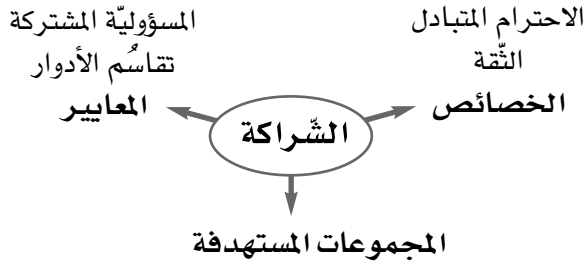 الاحترام المتبادل
الثّقة
الخصائص
المسؤوليّة المشتركة
تقاسُم الأدوار
المعايير
الشّراكة
المجموعات المستهدفة